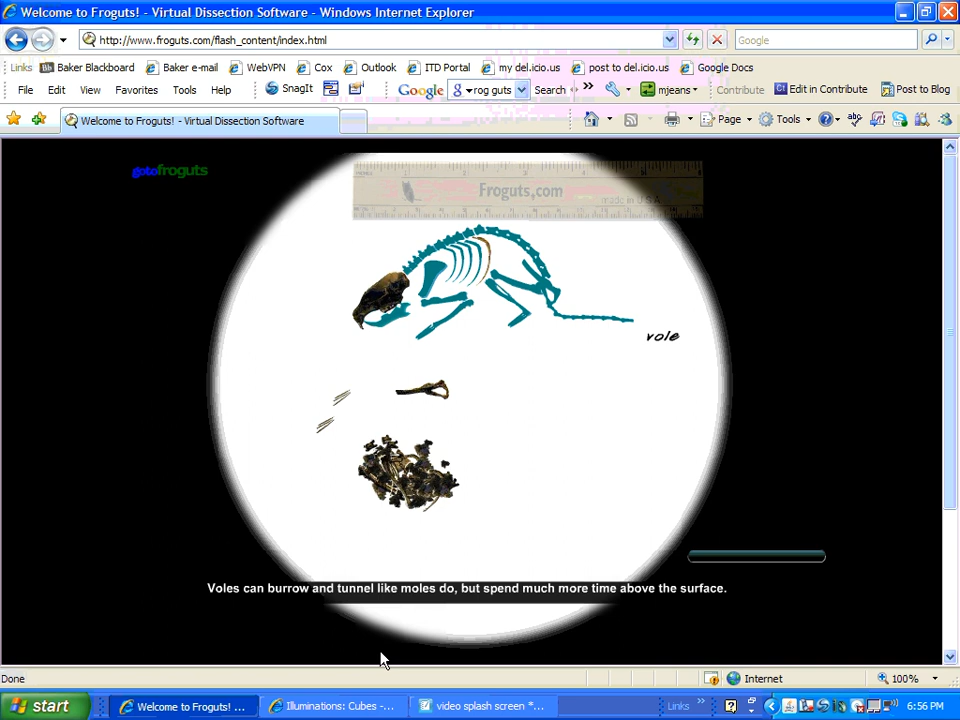 Welcome to Froguts! - Virtual Dissection Software - Windows Internet Explorer
http://www.froguts.com/flash_content/index.html
Google
Links Baker Blackboard Baker e-mail WebVPN Cox Outlook ITD Portal my del.icio.us post to del.icio.us Google Docs
File Edit View Favorites Tools Help SnagIt Google rog guts Search » mjeans Contribute Edit in Contribute Post to Blog
Welcome to Froguts! - Virtual Dissection Software
Page Tools
gotofroguts
Froguts.com
made in U.S.A
vole
Voles can burrow and tunnel like moles do, but spend much more time above the surface.
Done Internet 100%
start Welcome to Froguts! ... Illuminations: Cubes -... video splash screen *... Links » 6:56 PM